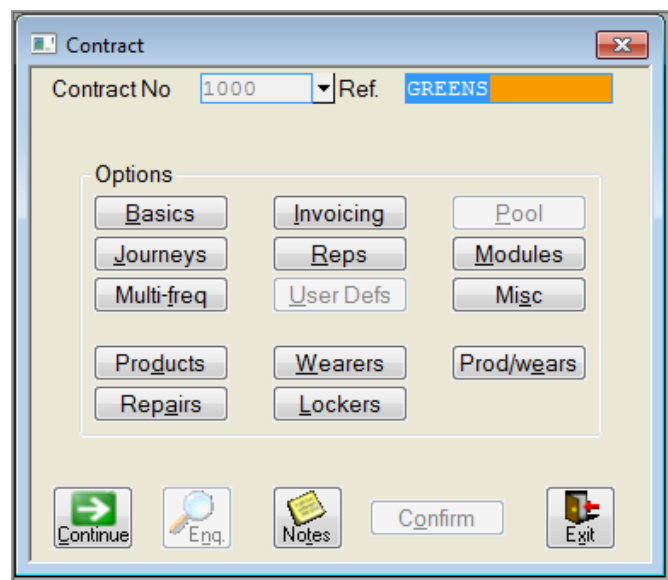 Contract
Contract No 1000 Ref. GREENS
Options
Basics Invoicing Pool
Journeys Reps Modules
Multi-freq User Defs Misc
Products Wearers Prod/wears
Repairs Lockers
Continue Enq. Notes Confirm Exit